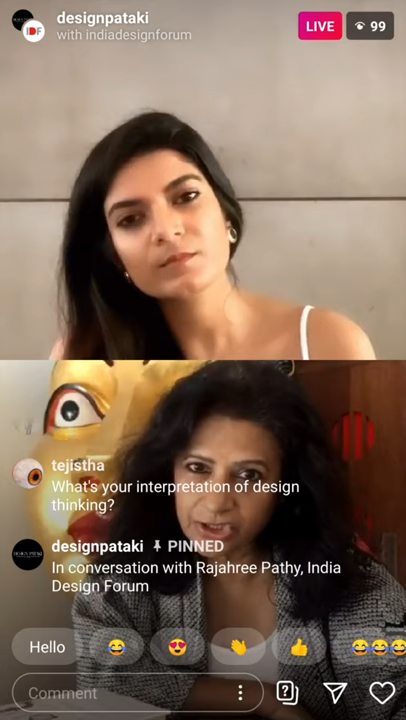 designpataki
with indiadesignforum
LIVE
99
IDF
tejistha
What's your interpretation of design
thinking?
designpataki PINNED
In conversation with Rajahree Pathy, India
Design Forum
Hello
Comment